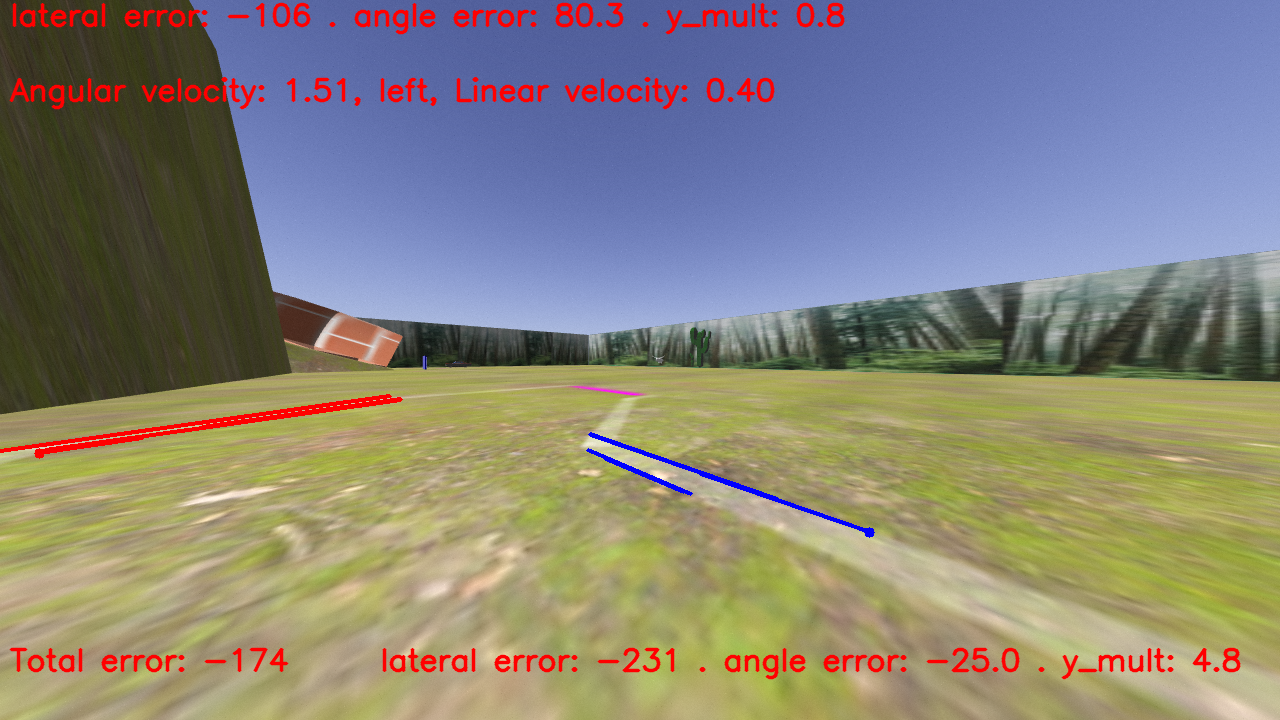 lateral error: -106 . angle error: 80.3 . y_mult: 0.8
Angular velocity: 1.51, left, Linear velocity: 0.40
Total error: -174 lateral error: -231 . angle error: -25.0 . y_mult: 4.8